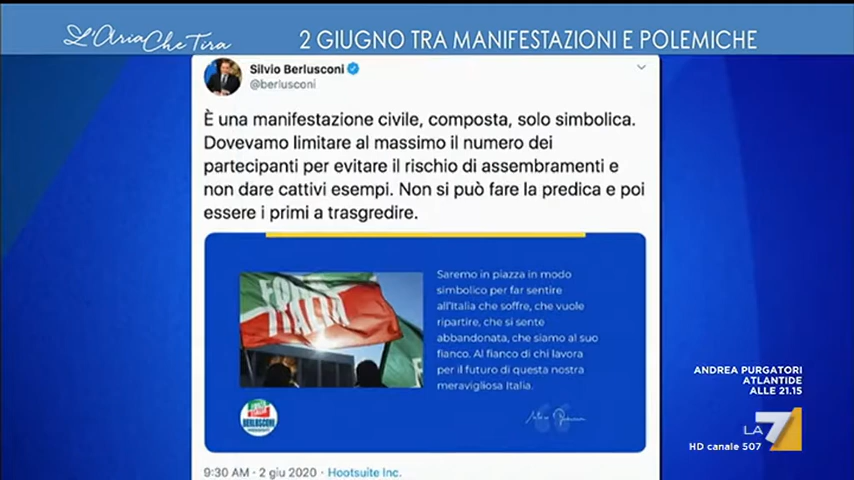 L'Aria Che Tira
2 GIUGNO TRA MANIFESTAZIONI E POLEMICHE
Silvio Berlusconi
@berlusconi
È una manifestazione civile, composta, solo simbolica.
Dovevamo limitare al massimo il numero dei
partecipanti per evitare il rischio di assembramenti e
non dare cattivi esempi. Non si può fare la predica e poi
essere i primi a trasgredire.
FORZA
ITALIA
Saremo in piazza in modo
simbolico per far sentire
all'Italia che soffre, che vuole
ripartire, che si sente
abbandonata, che siamo al suo
fianco. Al fianco di chi lavora
per il futuro di questa nostra
meravigliosa Italia.
FORZA
ITALIA
BERLUSCONI
9:30 AM · 2 giu 2020 · Hootsuite Inc.
ANDREA PURGATORI
ATLANTIDE
ALLE 21.15
LA7
HD canale 507